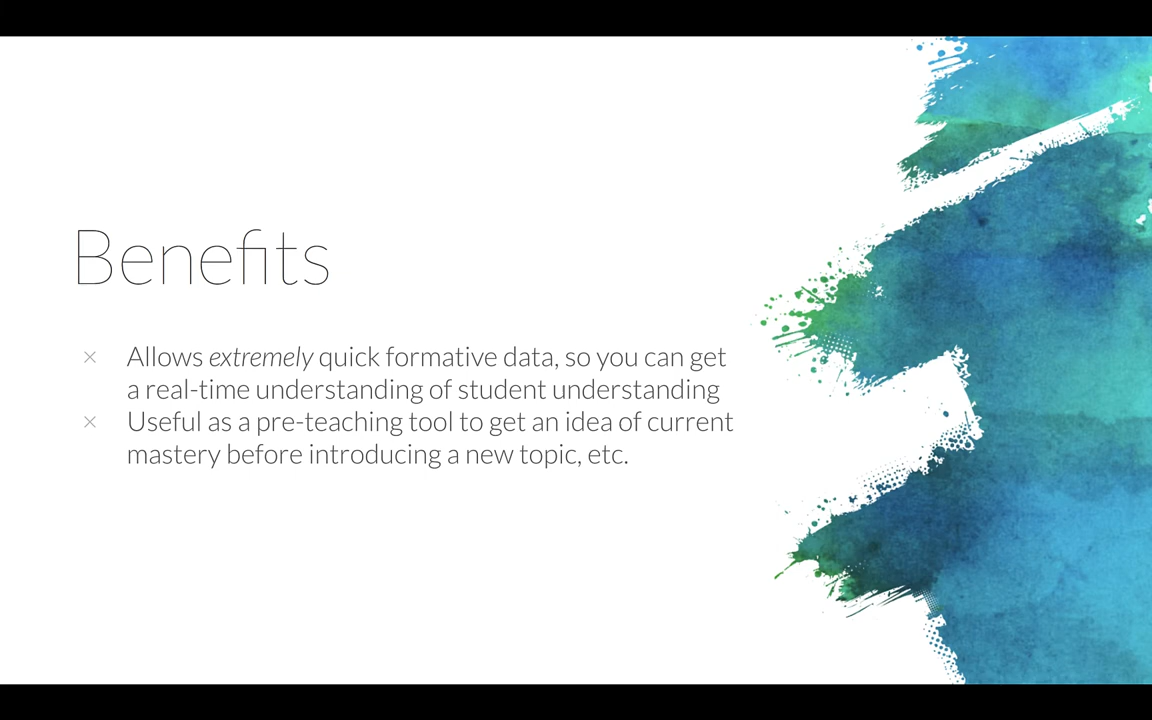 Benefits
× Allows extremely quick formative data, so you can get
a real-time understanding of student understanding
× Useful as a pre-teaching tool to get an idea of current
mastery before introducing a new topic, etc.